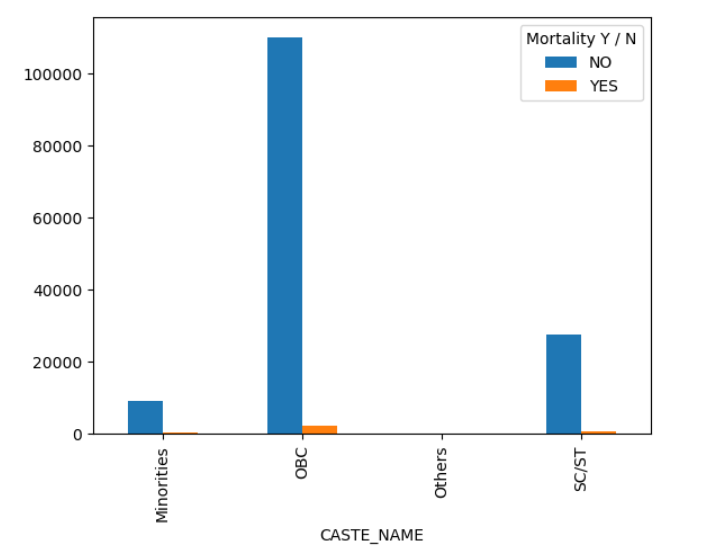 Mortality Y / N
NO
YES
100000
80000
60000
40000
20000
0
Minorities
OBC
Others
SC/ST
CASTE_NAME